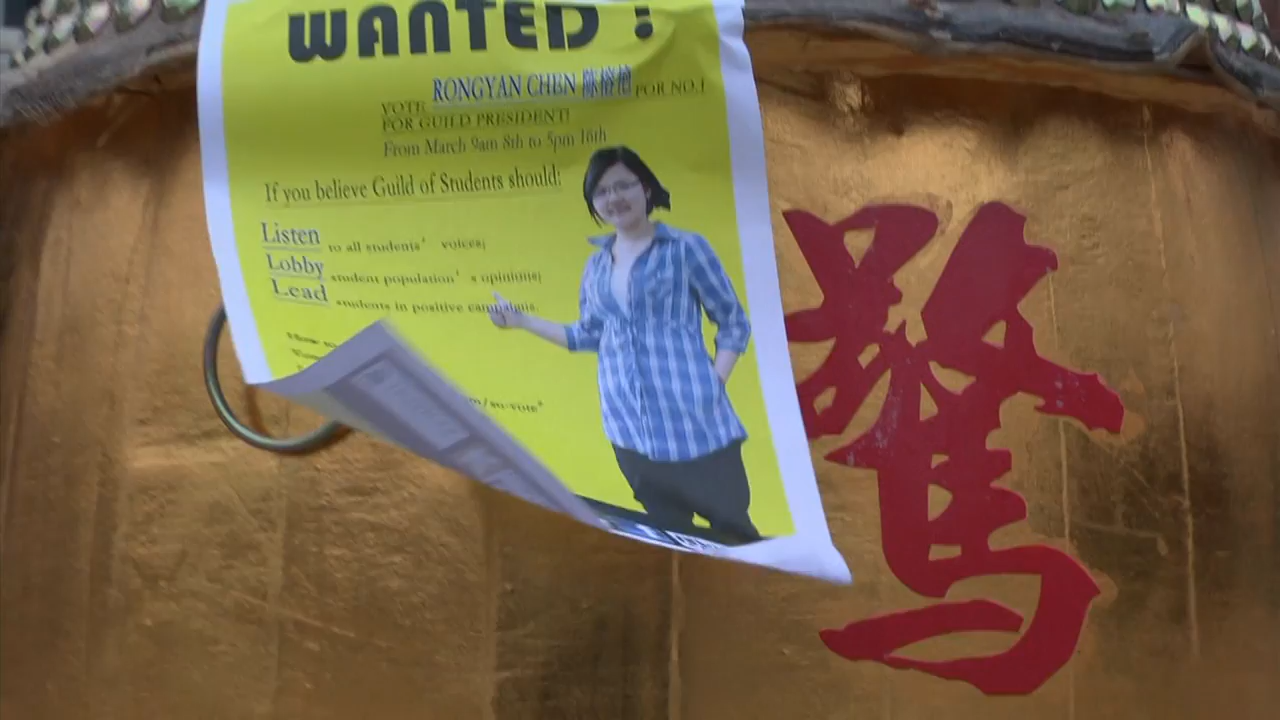 WANTED !
RONGYAN CHEN 陈榕
VOTE FOR NO.1
FOR GUILD PRESIDENT!
From March 9am 8th to 5pm 16th
If you believe Guild of Students should:
Listen to all students' voices;
Lobby student population's opinions;
Lead students in positive campaigns.
驚